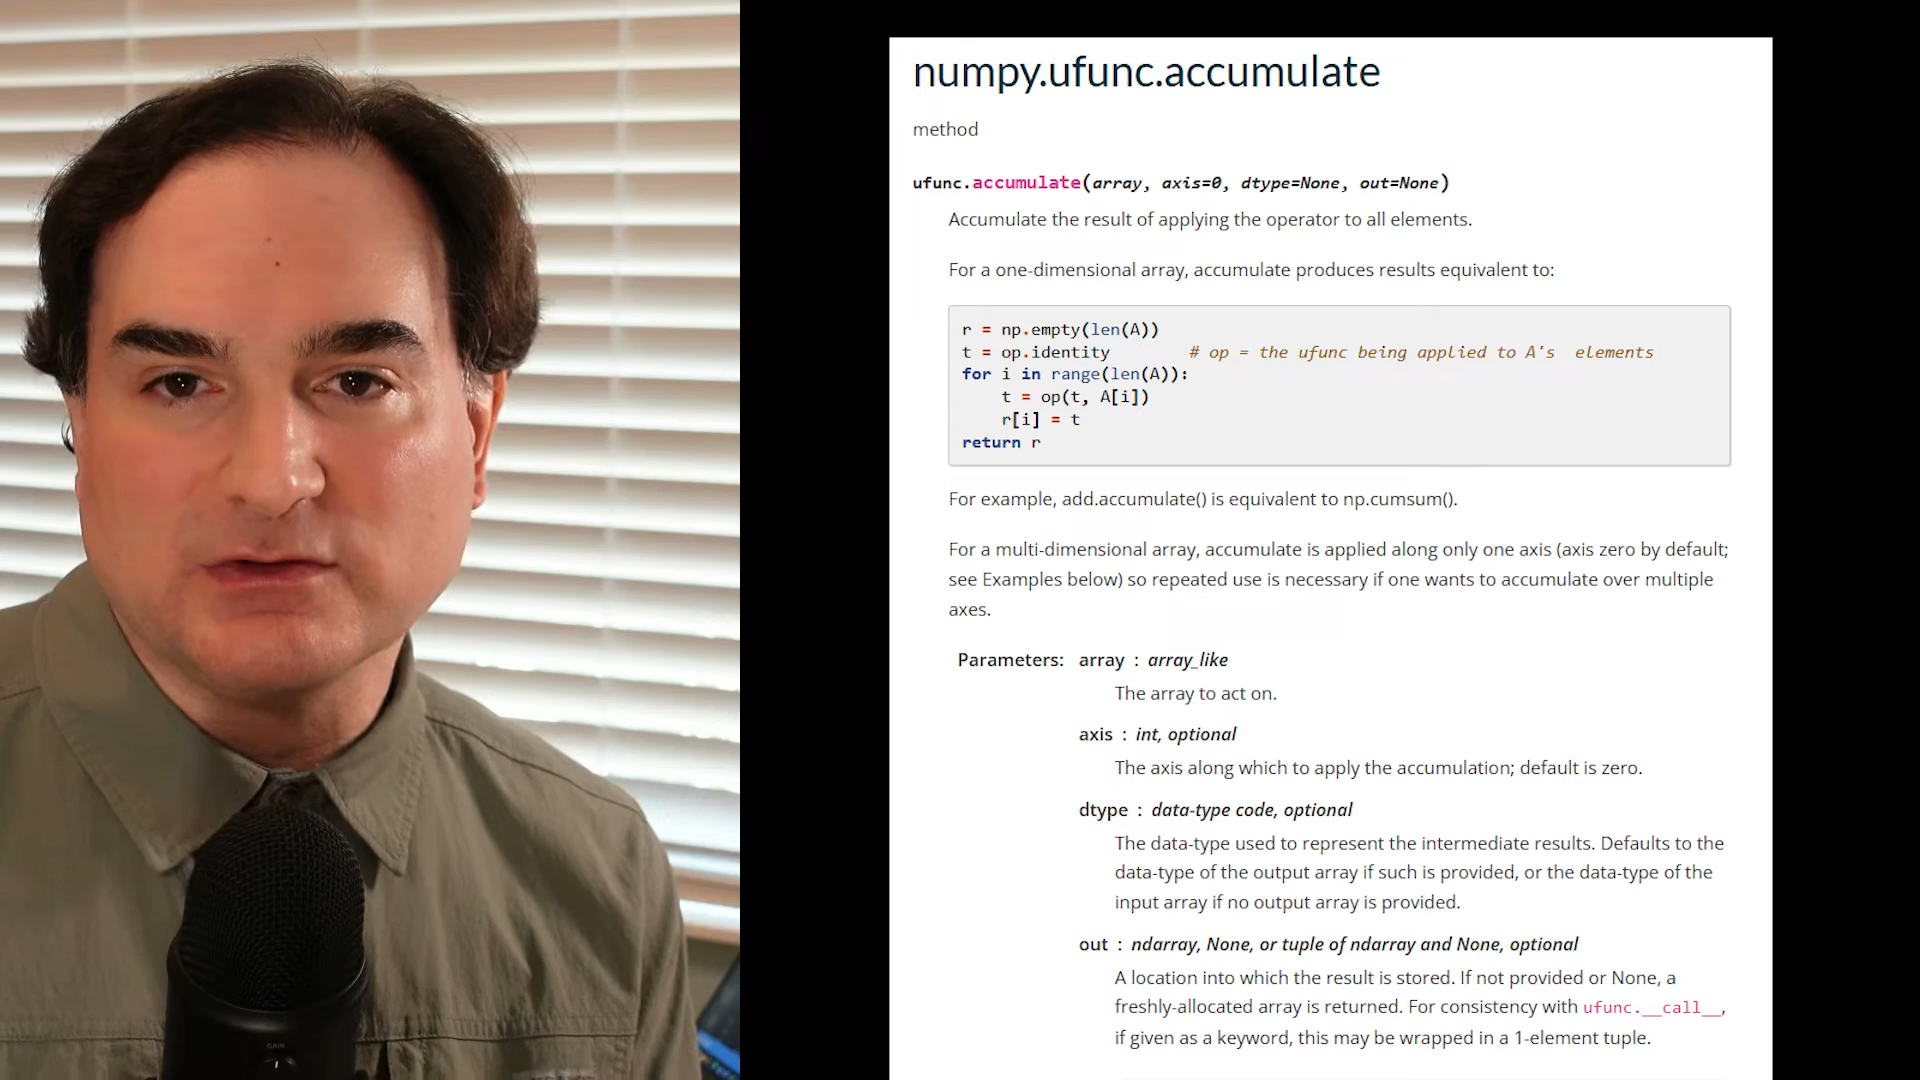 numpy.ufunc.accumulate
method
ufunc.accumulate(array, axis=0, dtype=None, out=None)
Accumulate the result of applying the operator to all elements.
For a one-dimensional array, accumulate produces results equivalent to:
r = np.empty(len(A))
t = op.identity        # op = the ufunc being applied to A's  elements
for i in range(len(A)):
    t = op(t, A[i])
    r[i] = t
return r
For example, add.accumulate() is equivalent to np.cumsum().
For a multi-dimensional array, accumulate is applied along only one axis (axis zero by default;
see Examples below) so repeated use is necessary if one wants to accumulate over multiple
axes.
Parameters: array : array_like
The array to act on.
axis : int, optional
The axis along which to apply the accumulation; default is zero.
dtype : data-type code, optional
The data-type used to represent the intermediate results. Defaults to the
data-type of the output array if such is provided, or the data-type of the
input array if no output array is provided.
out : ndarray, None, or tuple of ndarray and None, optional
A location into which the result is stored. If not provided or None, a
freshly-allocated array is returned. For consistency with ufunc.__call__,
if given as a keyword, this may be wrapped in a 1-element tuple.
GAIN